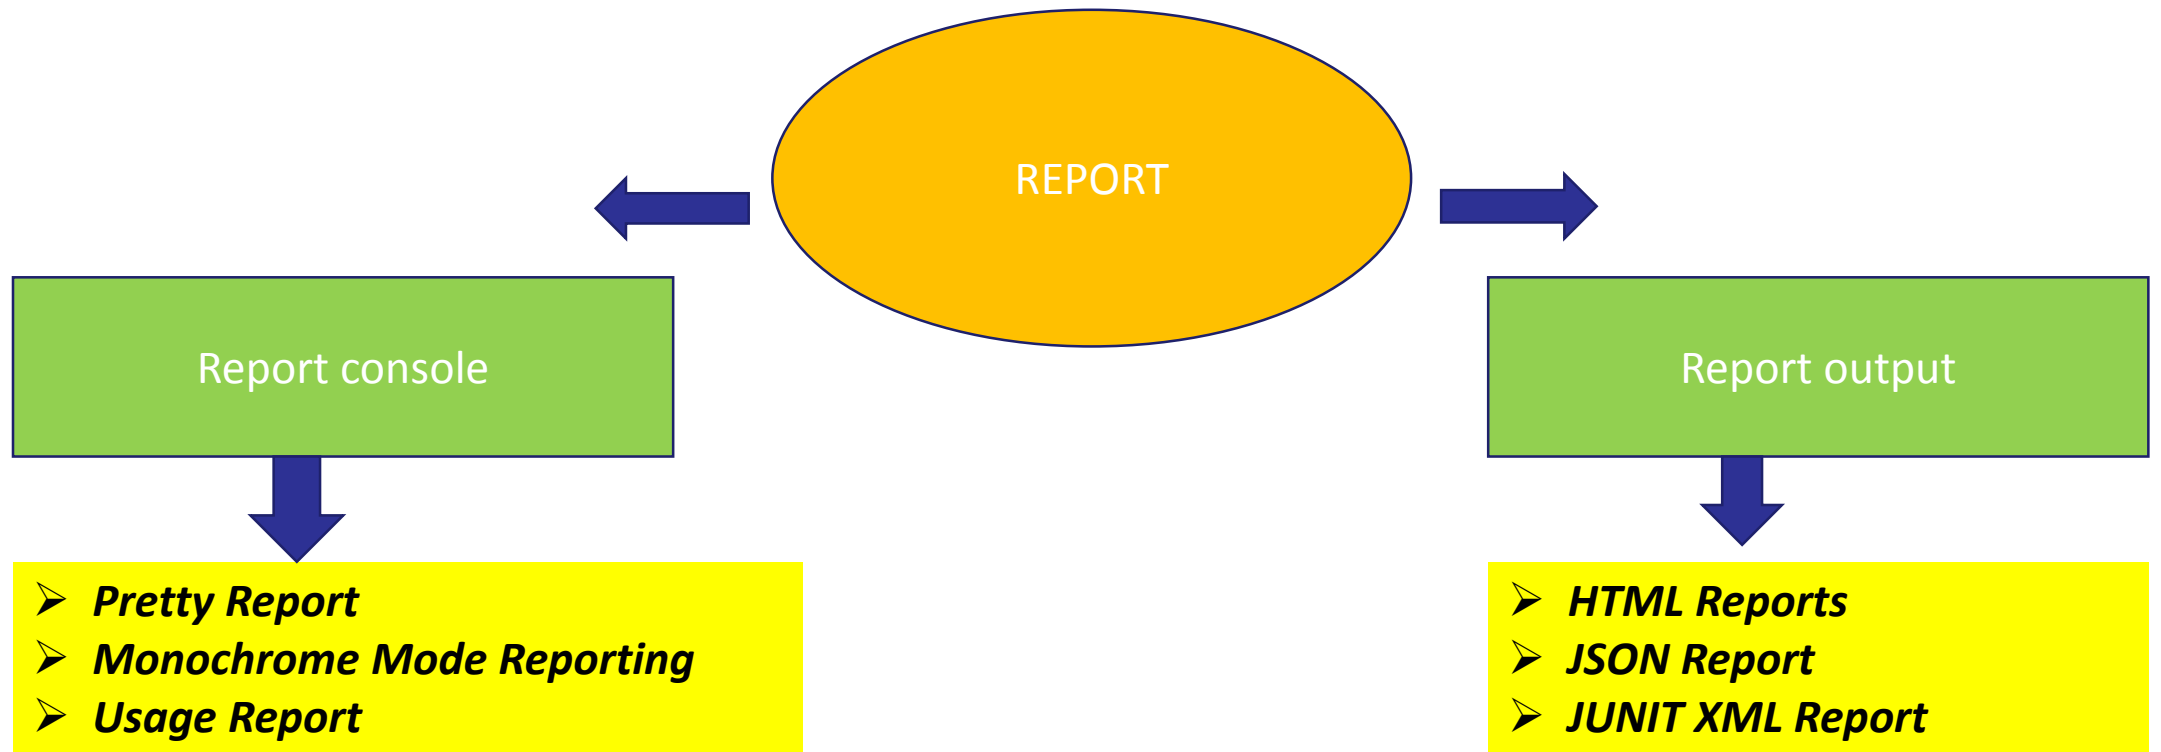 REPORT
Report console
Report output
➢ Pretty Report
➢ Monochrome Mode Reporting
➢ Usage Report
➢ HTML Reports
➢ JSON Report
➢ JUNIT XML Report